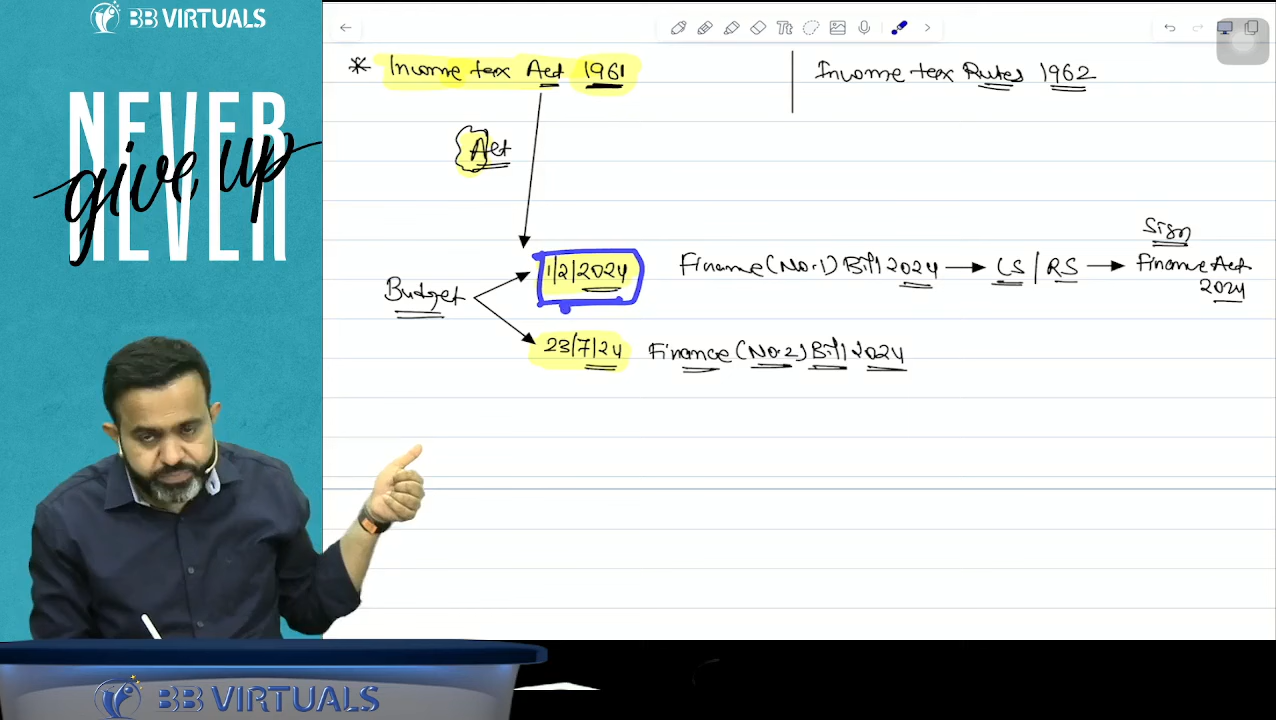 BB VIRTUALS
NEVER
give up
NEVER
* Income tax Act 1961
Income tax Rules 1962
Act
Sign
1/2/2024 Finance (No.1) Bill 2024 → LS / RS → Finance Act 2024
Budget
23/7/24 Finance (No.2) Bill 2024
BB VIRTUALS